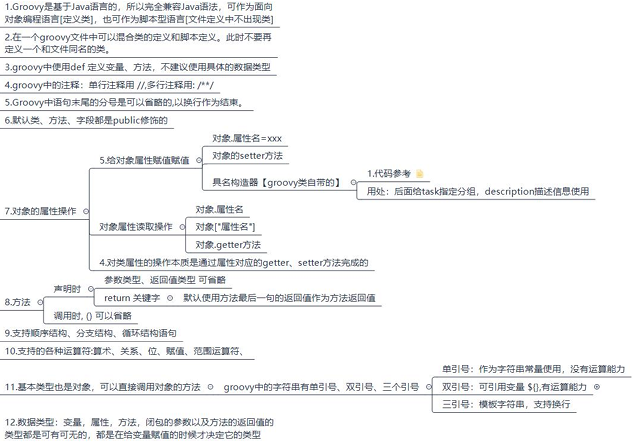 1.Groovy是基于Java语言的，所以完全兼容Java语法，可作为面向
对象编程语言[定义类]，也可作为脚本型语言[文件定义中不出现类]
2.在一个groovy文件中可以混合类的定义和脚本定义。此时不要再
定义一个和文件同名的类。
3.groovy中使用def 定义变量、方法，不建议使用具体的数据类型
4.groovy中的注释：单行注释用 //,多行注释用: /**/
5.Groovy中语句末尾的分号是可以省略的,以换行作为结束。
6.默认类、方法、字段都是public修饰的
7.对象的属性操作
5.给对象属性赋值赋值
对象.属性名=xxx
对象的setter方法
具名构造器【groovy类自带的】
1.代码参考
用处：后面给task指定分组，description描述信息使用
对象属性读取操作
对象.属性名
对象["属性名"]
对象.getter方法
4.对类属性的操作本质是通过属性对应的getter、setter方法完成的
8.方法
声明时
参数类型、返回值类型 可省略
return 关键字
默认使用方法最后一句的返回值作为方法返回值
调用时, () 可以省略
9.支持顺序结构、分支结构、循环结构语句
10.支持的各种运算符:算术、关系、位、赋值、范围运算符、
11.基本类型也是对象，可以直接调用对象的方法
groovy中的字符串有单引号、双引号、三个引号
单引号：作为字符串常量使用，没有运算能力
双引号：可引用变量 ${},有运算能力
三引号：模板字符串，支持换行
12.数据类型：变量，属性，方法，闭包的参数以及方法的返回值的
类型都是可有可无的，都是在给变量赋值的时候才决定它的类型